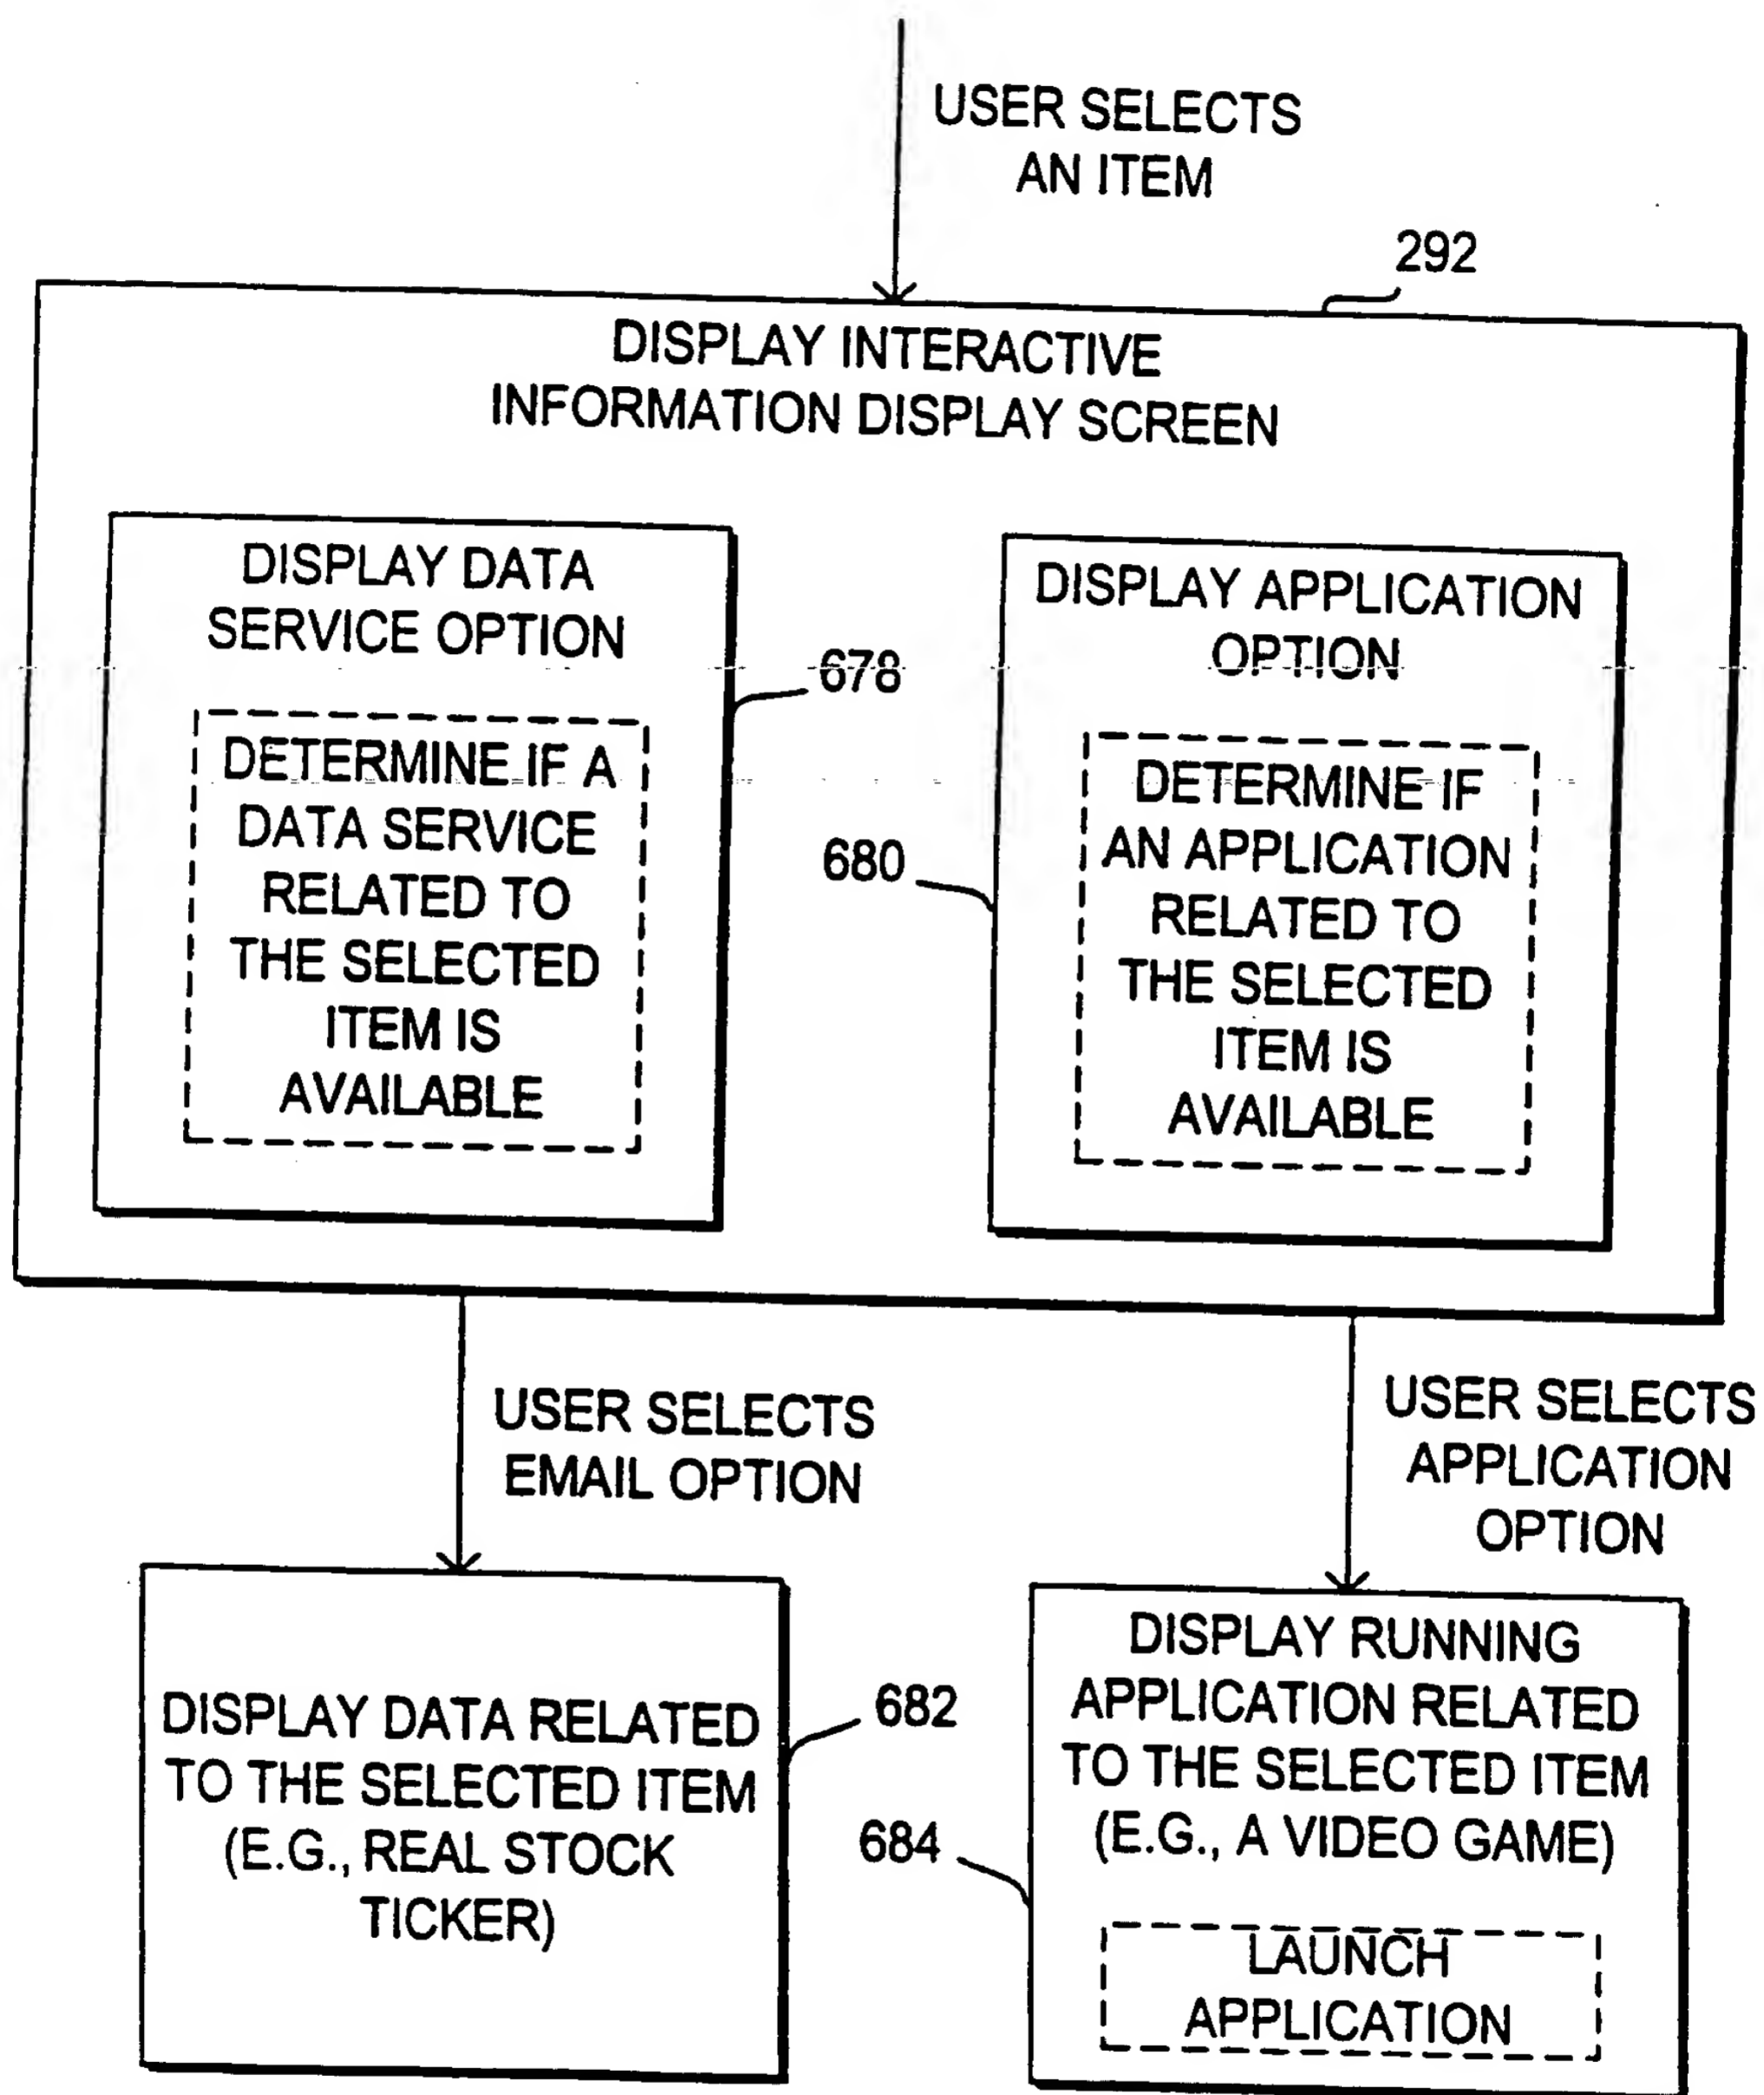 USER SELECTS
AN ITEM
292
DISPLAY INTERACTIVE
INFORMATION DISPLAY SCREEN
DISPLAY DATA
SERVICE OPTION
678
DETERMINE IF A
DATA SERVICE
RELATED TO
THE SELECTED
ITEM IS
AVAILABLE
DISPLAY APPLICATION
OPTION
680
DETERMINE IF
AN APPLICATION
RELATED TO
THE SELECTED
ITEM IS
AVAILABLE
USER SELECTS
EMAIL OPTION
USER SELECTS
APPLICATION
OPTION
DISPLAY DATA RELATED
TO THE SELECTED ITEM
(E.G., REAL STOCK
TICKER)
682
DISPLAY RUNNING
APPLICATION RELATED
TO THE SELECTED ITEM
(E.G., A VIDEO GAME)
684
LAUNCH
APPLICATION